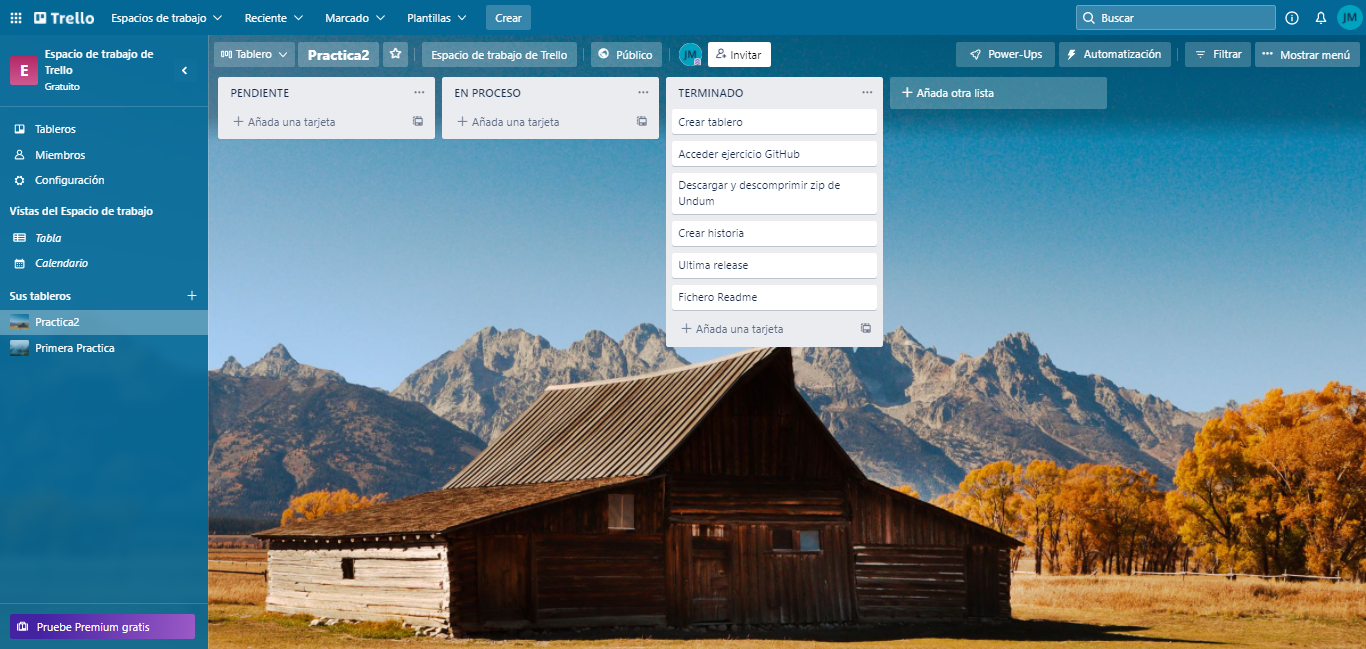 Trello Espacios de trabajo Reciente Marcado Plantillas Crear Buscar JM
E Espacio de trabajo de
Trello
Gratuito
Tablero Practica2 Espacio de trabajo de Trello Público JM Invitar Power-Ups Automatización Filtrar Mostrar menú
Tableros
Miembros
Configuración
Vistas del Espacio de trabajo
Tabla
Calendario
Sus tableros
Practica2
Primera Practica
Pruebe Premium gratis
PENDIENTE
Añada una tarjeta
EN PROCESO
Añada una tarjeta
TERMINADO
Crear tablero
Acceder ejercicio GitHub
Descargar y descomprimir zip de
Undum
Crear historia
Ultima release
Fichero Readme
Añada una tarjeta
Añada otra lista